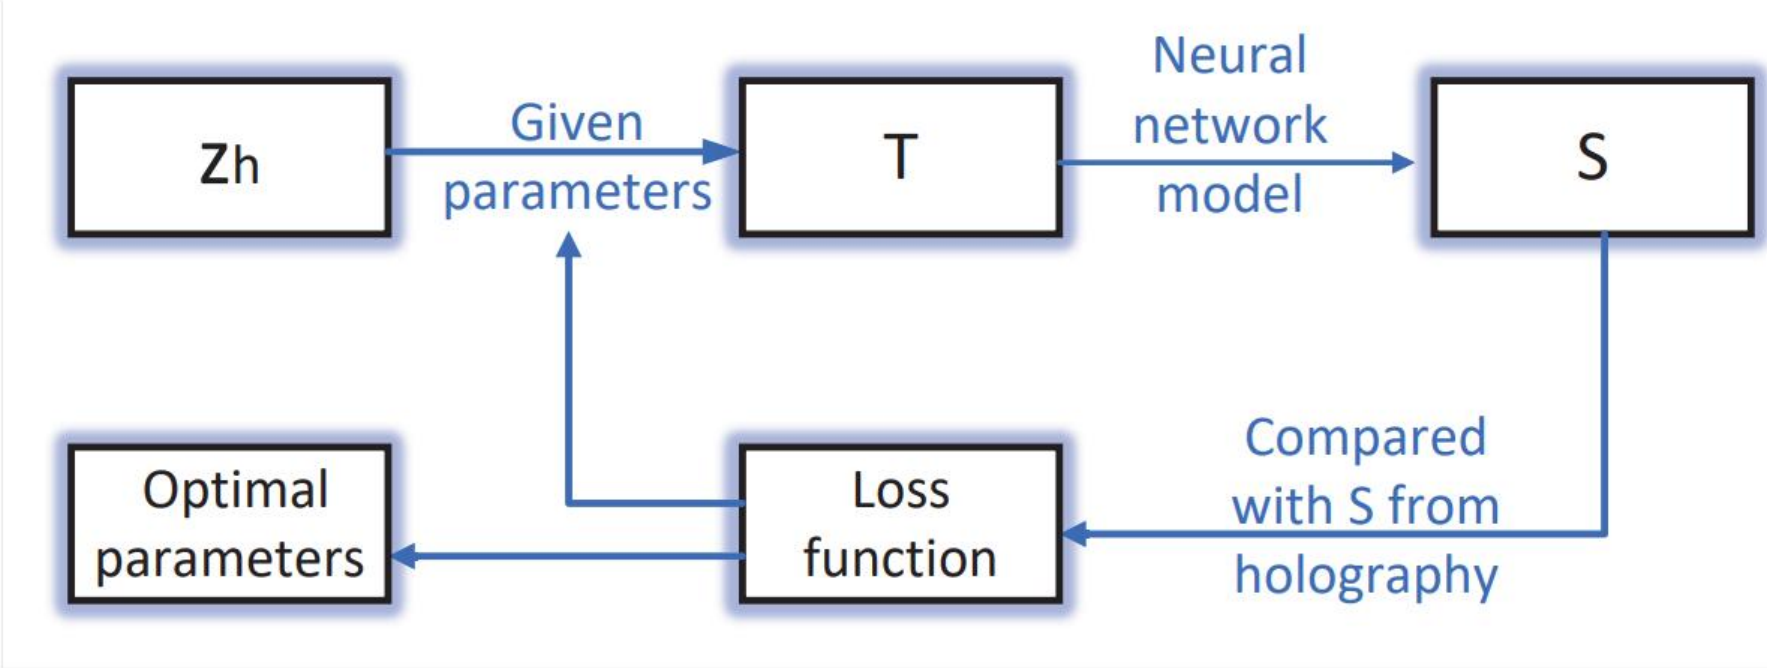 Zh
Given
parameters
T
Neural
network
model
S
Compared
with S from
holography
Loss
function
Optimal
parameters